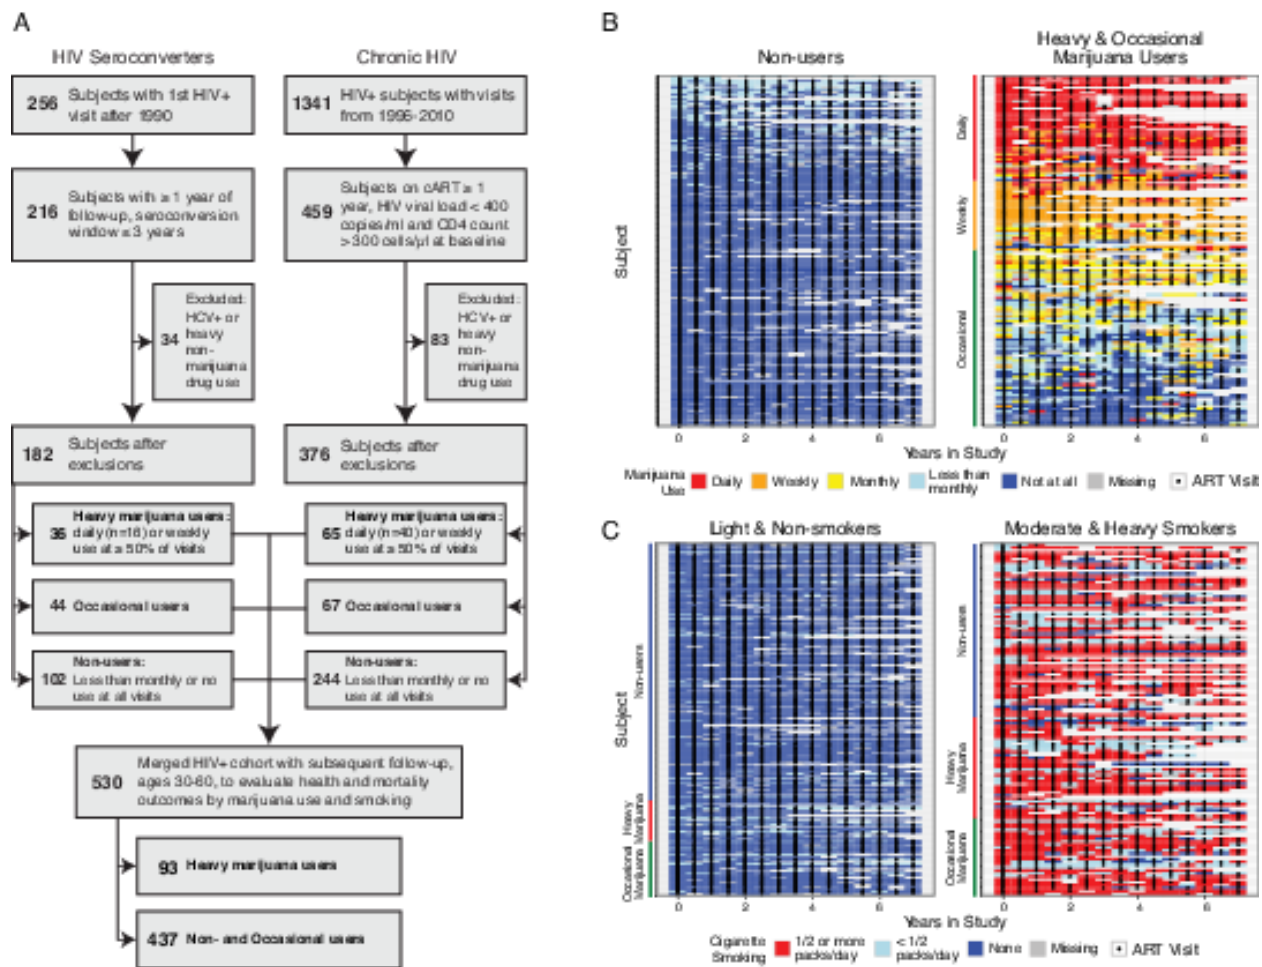 A
HIV Seroconverters
Chronic HIV
256 Subjects with 1st HIV+
visit after 1990
1341 HIV+ subjects with visits
from 1996-2010
216
Subjects with ≥ 1 year of
follow-up, seroconversion
window ≤ 3 years
459
Subjects on cART ≥ 1
year, HIV viral load < 400
copies/ml and CD4 count
> 300 cells/µl at baseline
34
Excluded:
HCV+ or
heavy
non-
marijuana
drug use
83
Excluded:
HCV+ or
heavy
non-
marijuana
drug use
182 Subjects after
exclusions
376 Subjects after
exclusions
36
Heavy marijuana users:
daily (n=16) or weekly
use at ≥ 50% of visits
65
Heavy marijuana users:
daily (n=40) or weekly
use at ≥ 50% of visits
44 Occasional users
67 Occasional users
102
Non-users:
Less than monthly or no
use at all visits
244
Non-users:
Less than monthly or no
use at all visits
530
Merged HIV+ cohort with subsequent follow-up,
ages 30-60, to evaluate health and mortality
outcomes by marijuana use and smoking
93 Heavy marijuana users
437 Non- and Occasional users
B
Non-users
Heavy & Occasional
Marijuana Users
Subject
Daily
Weekly
Occasional
0 2 4 6
0 2 4 6
Years in Study
Marijuana
Use
Daily
Weekly
Monthly
Less than
monthly
Not at all
Missing
ART Visit
C
Light & Non-smokers
Moderate & Heavy Smokers
Subject
Non-users
Heavy
Marijuana
Occasional
Marijuana
Non-users
Heavy
Marijuana
Occasional
Marijuana
0 2 4 6
0 2 4 6
Years in Study
Cigarette
Smoking
1/2 or more
packs/day
< 1/2
packs/day
None
Missing
ART Visit